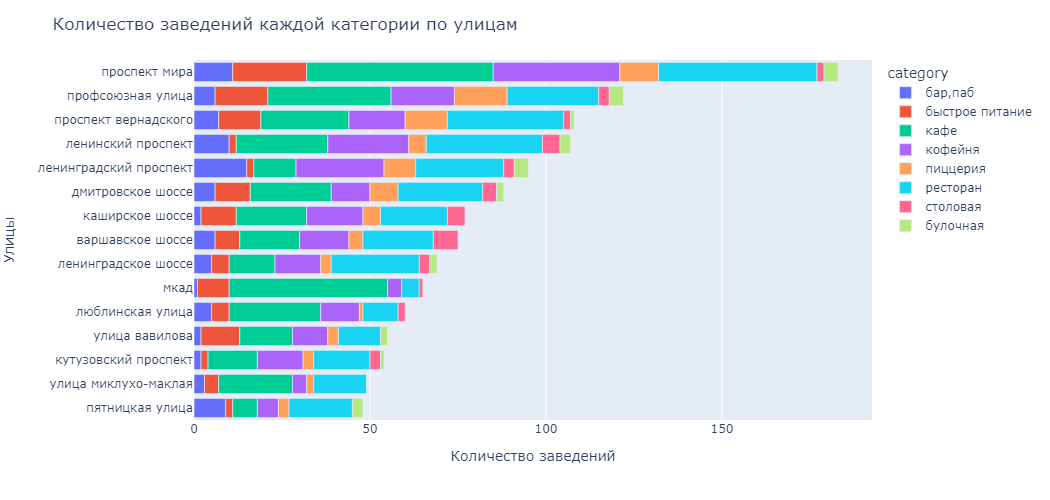 Количество заведений каждой категории по улицам
проспект мира
профсоюзная улица
проспект вернадского
ленинский проспект
ленинградский проспект
дмитровское шоссе
каширское шоссе
варшавское шоссе
ленинградское шоссе
мкад
люблинская улица
улица вавилова
кутузовский проспект
улица миклухо-маклая
пятницкая улица
Улицы
0 50 100 150
Количество заведений
category
бар,паб
быстрое питание
кафе
кофейня
пиццерия
ресторан
столовая
булочная